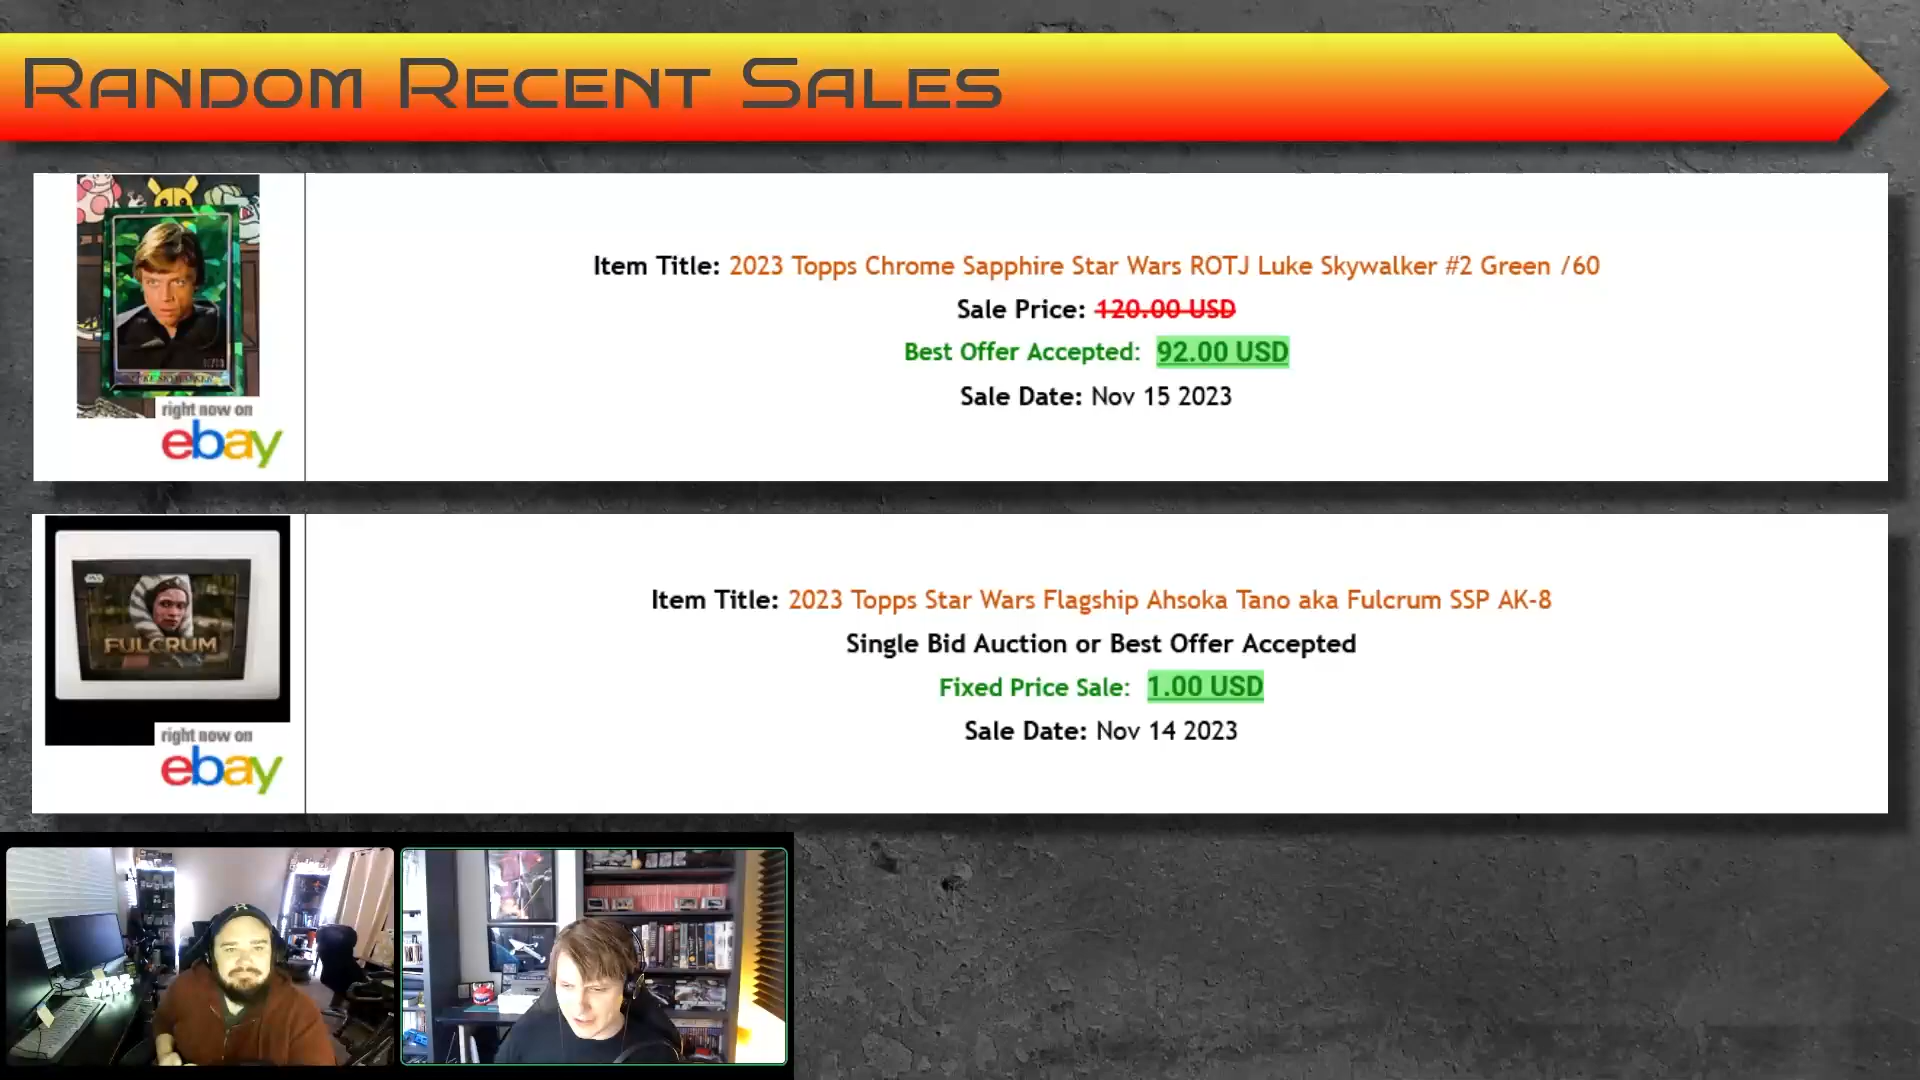 Random Recent Sales
Item Title: 2023 Topps Chrome Sapphire Star Wars ROTJ Luke Skywalker #2 Green /60
Sale Price: 120.00 USD
Best Offer Accepted: 92.00 USD
Sale Date: Nov 15 2023
LUKE SKYWALKER
right now on
ebay
Item Title: 2023 Topps Star Wars Flagship Ahsoka Tano aka Fulcrum SSP AK-8
Single Bid Auction or Best Offer Accepted
Fixed Price Sale: 1.00 USD
Sale Date: Nov 14 2023
FULCRUM
right now on
ebay